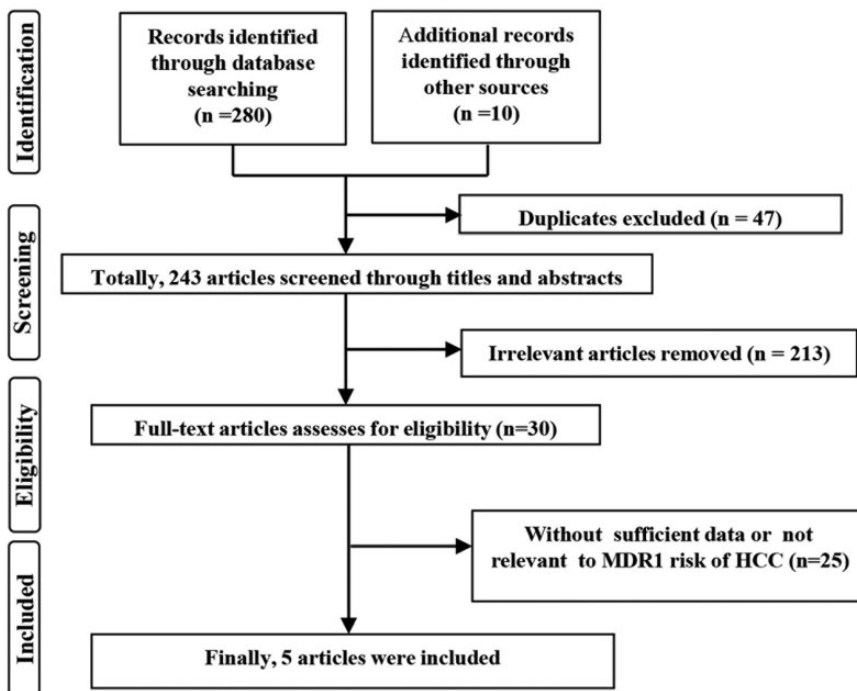 Identification
Records identified
through database
searching
(n =280)
Additional records
identified through
other sources
(n =10)
Screening
Duplicates excluded (n = 47)
Totally, 243 articles screened through titles and abstracts
Irrelevant articles removed (n = 213)
Eligibility
Full-text articles assesses for eligibility (n=30)
Without sufficient data or not
relevant to MDR1 risk of HCC (n=25)
Included
Finally, 5 articles were included